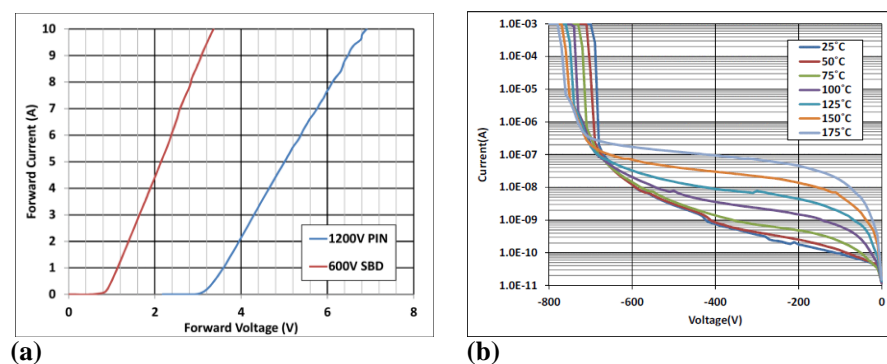 10
9
8
7
6
5
4
3
2
1
0
Forward Current (A)
1200V PIN
600V SBD
0 2 4 6 8
Forward Voltage (V)
(a)
1.0E-03
1.0E-04
1.0E-05
1.0E-06
1.0E-07
1.0E-08
1.0E-09
1.0E-10
1.0E-11
Current(A)
25°C
50°C
75°C
100°C
125°C
150°C
175°C
-800 -600 -400 -200 0
Voltage(V)
(b)